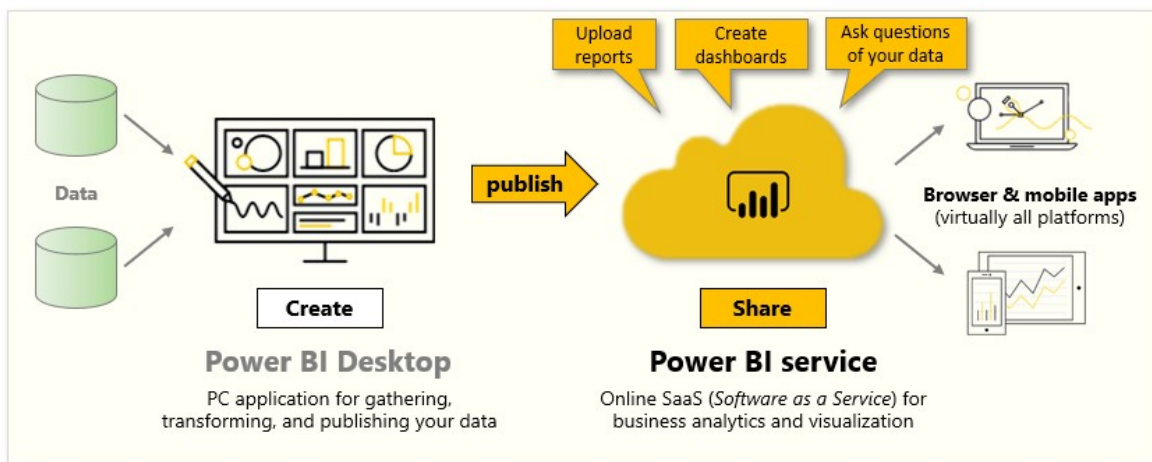 Upload
reports
Create
dashboards
Ask questions
of your data
Data
publish
Browser & mobile apps
(virtually all platforms)
Create
Share
Power BI Desktop
Power BI service
PC application for gathering,
transforming, and publishing your data
Online SaaS (Software as a Service) for
business analytics and visualization